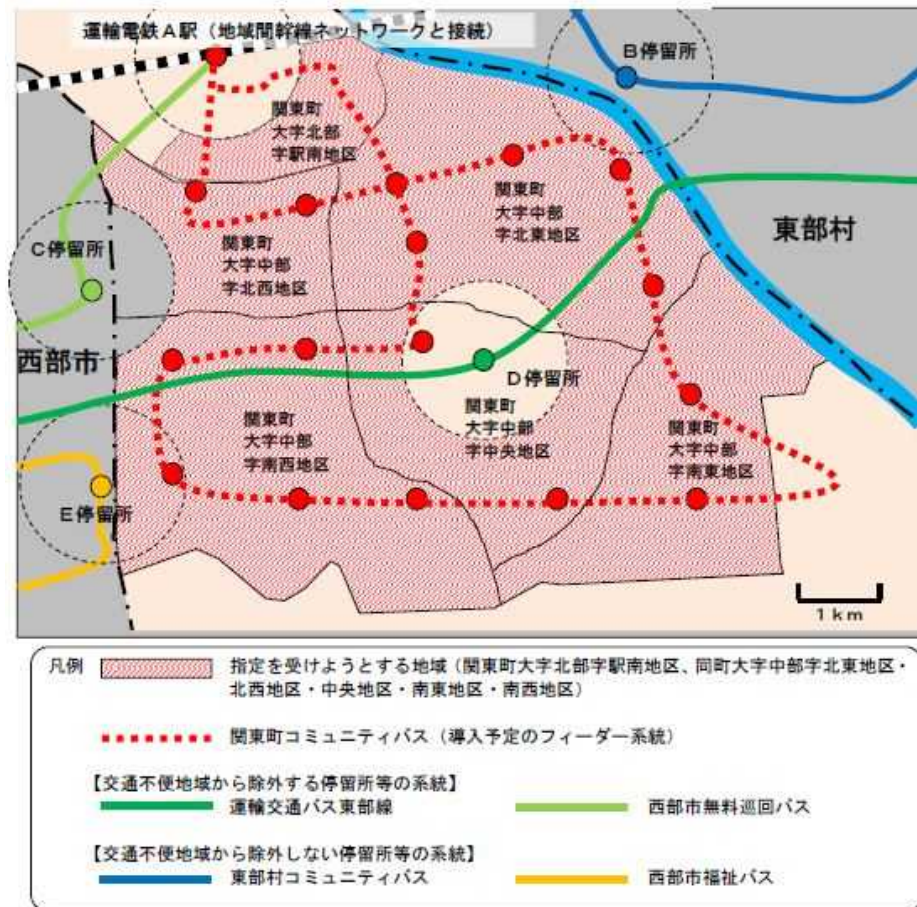 運輸電鉄A駅（地域間幹線ネットワークと接続）
B停留所
関東町
大字北部
字駅南地区
関東町
大字中部
字北東地区
東部村
C停留所
関東町
大字中部
字北西地区
西部市
D停留所
関東町
大字中部
字中央地区
関東町
大字中部
字南西地区
関東町
大字中部
字南東地区
E停留所
1km
凡例
指定を受けようとする地域（関東町大字北部字駅南地区、同町大字中部字北東地区・
北西地区・中央地区・南東地区・南西地区）
関東町コミュニティバス（導入予定のフィーダー系統）
【交通不便地域から除外する停留所等の系統】
運輸交通バス東部線
西部市無料巡回バス
【交通不便地域から除外しない停留所等の系統】
東部村コミュニティバス
西部市福祉バス